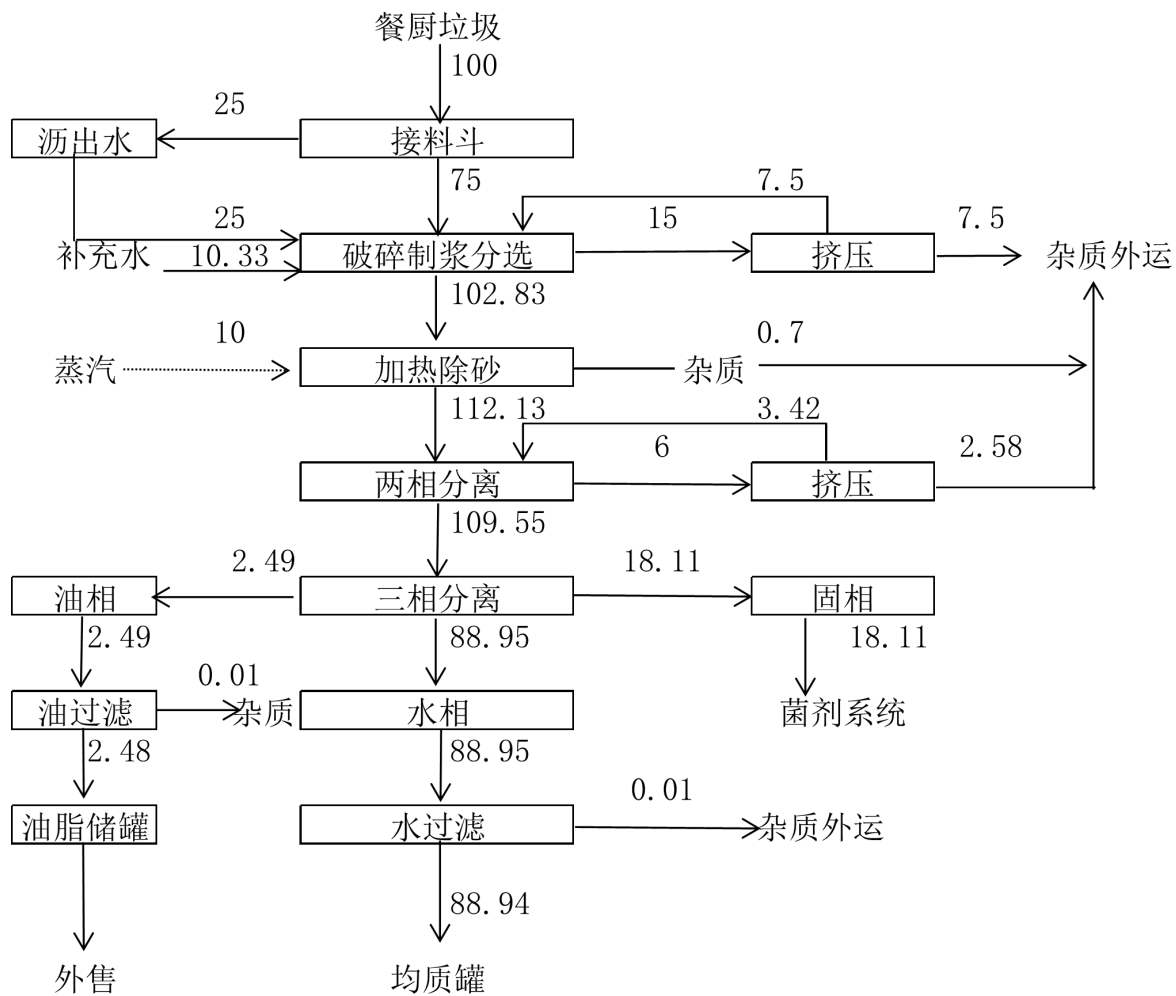 餐厨垃圾
100
25
沥出水
接料斗
75
7.5
25
15
7.5
补充水
10.33
破碎制浆分选
挤压
杂质外运
102.83
10
0.7
蒸汽
加热除砂
杂质
112.13
3.42
6
2.58
两相分离
挤压
109.55
2.49
18.11
油相
三相分离
固相
2.49
88.95
18.11
0.01
油过滤
杂质
水相
菌剂系统
2.48
88.95
0.01
油脂储罐
水过滤
杂质外运
88.94
外售
均质罐